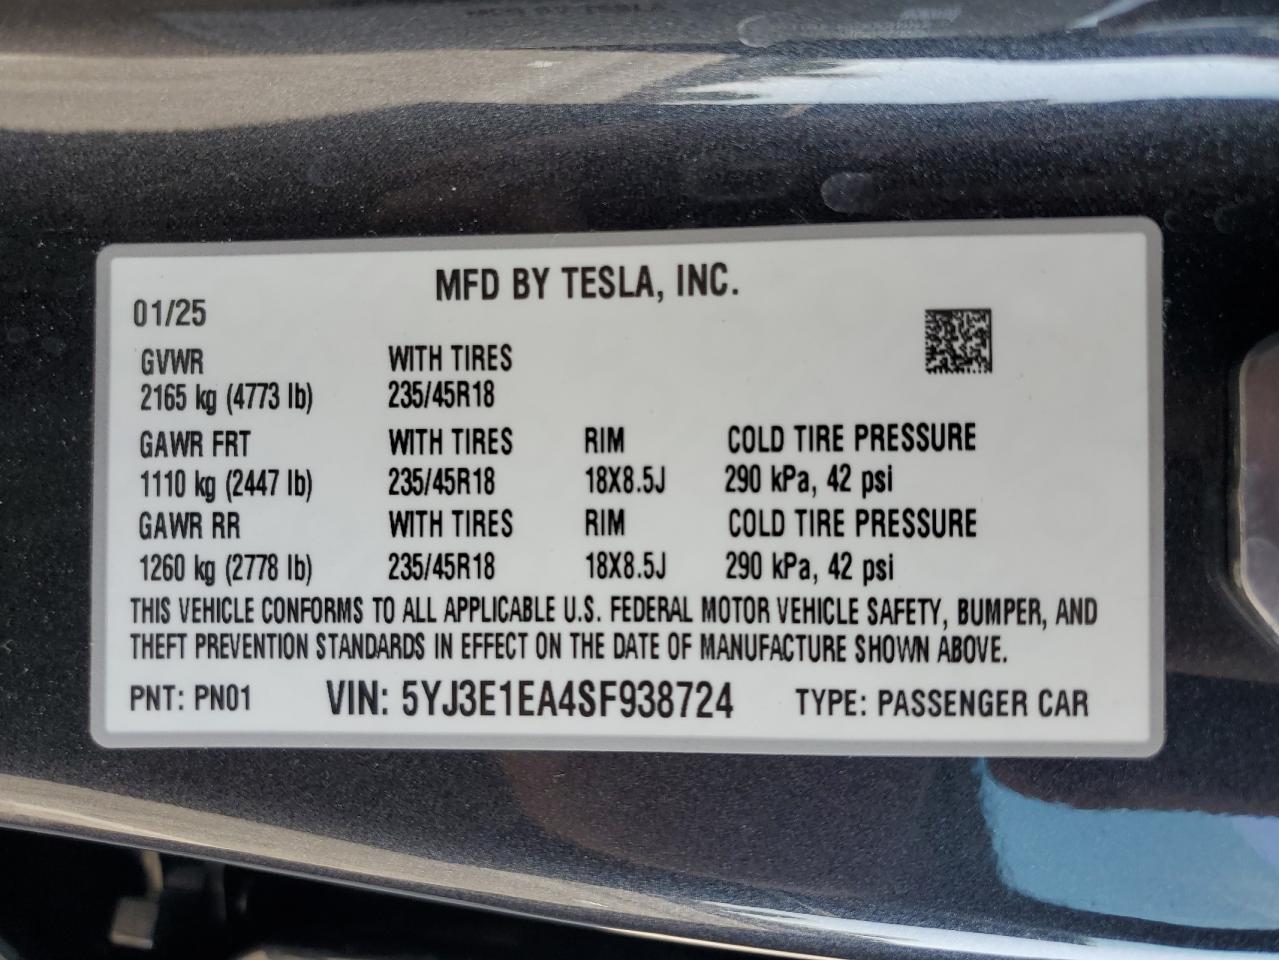 MFD BY TESLA, INC.
01/25
GVWR WITH TIRES
2165 kg (4773 lb) 235/45R18
GAWR FRT WITH TIRES RIM COLD TIRE PRESSURE
1110 kg (2447 lb) 235/45R18 18X8.5J 290 kPa, 42 psi
GAWR RR WITH TIRES RIM COLD TIRE PRESSURE
1260 kg (2778 lb) 235/45R18 18X8.5J 290 kPa, 42 psi
THIS VEHICLE CONFORMS TO ALL APPLICABLE U.S. FEDERAL MOTOR VEHICLE SAFETY, BUMPER, AND
THEFT PREVENTION STANDARDS IN EFFECT ON THE DATE OF MANUFACTURE SHOWN ABOVE.
PNT: PN01 VIN: 5YJ3E1EA4SF938724 TYPE: PASSENGER CAR